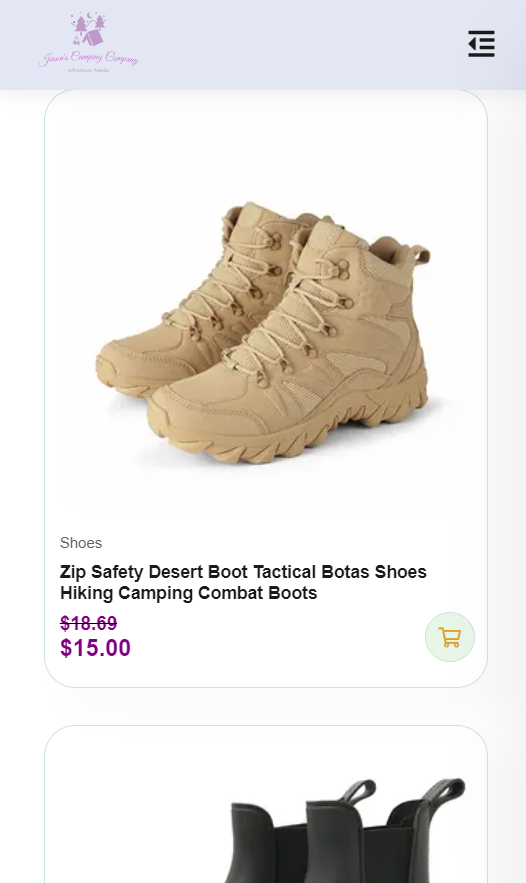 Jason's Camping Company
Adventure Awaits
Shoes
Zip Safety Desert Boot Tactical Botas Shoes
Hiking Camping Combat Boots
$18.69
$15.00